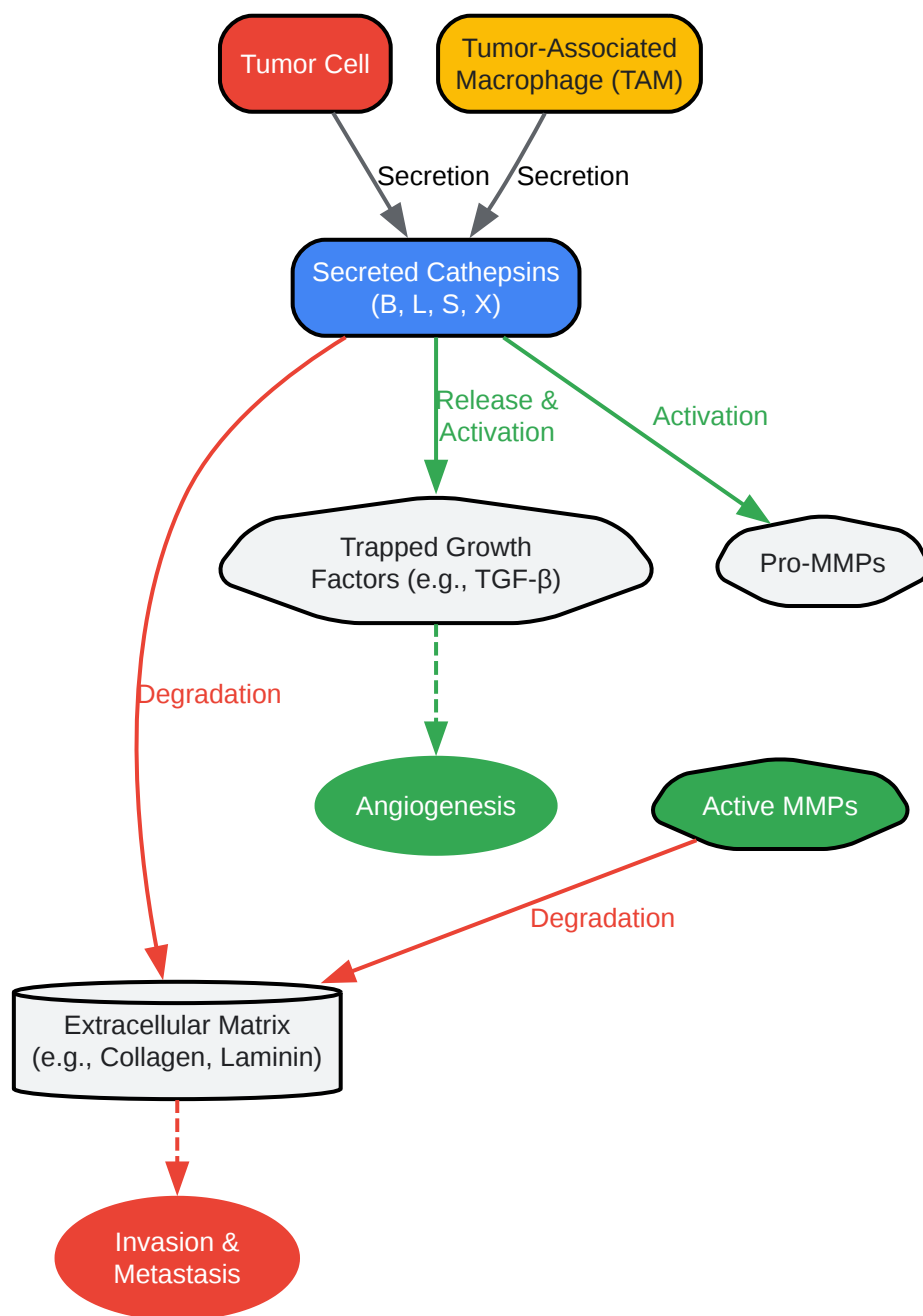 Tumor Cell
Tumor-Associated
Macrophage (TAM)
Secretion
Secretion
Secreted Cathepsins
(B, L, S, X)
Release &
Activation
Activation
Trapped Growth
Factors (e.g., TGF-β)
Pro-MMPs
Degradation
Angiogenesis
Active MMPs
Degradation
Extracellular Matrix
(e.g., Collagen, Laminin)
Invasion &
Metastasis